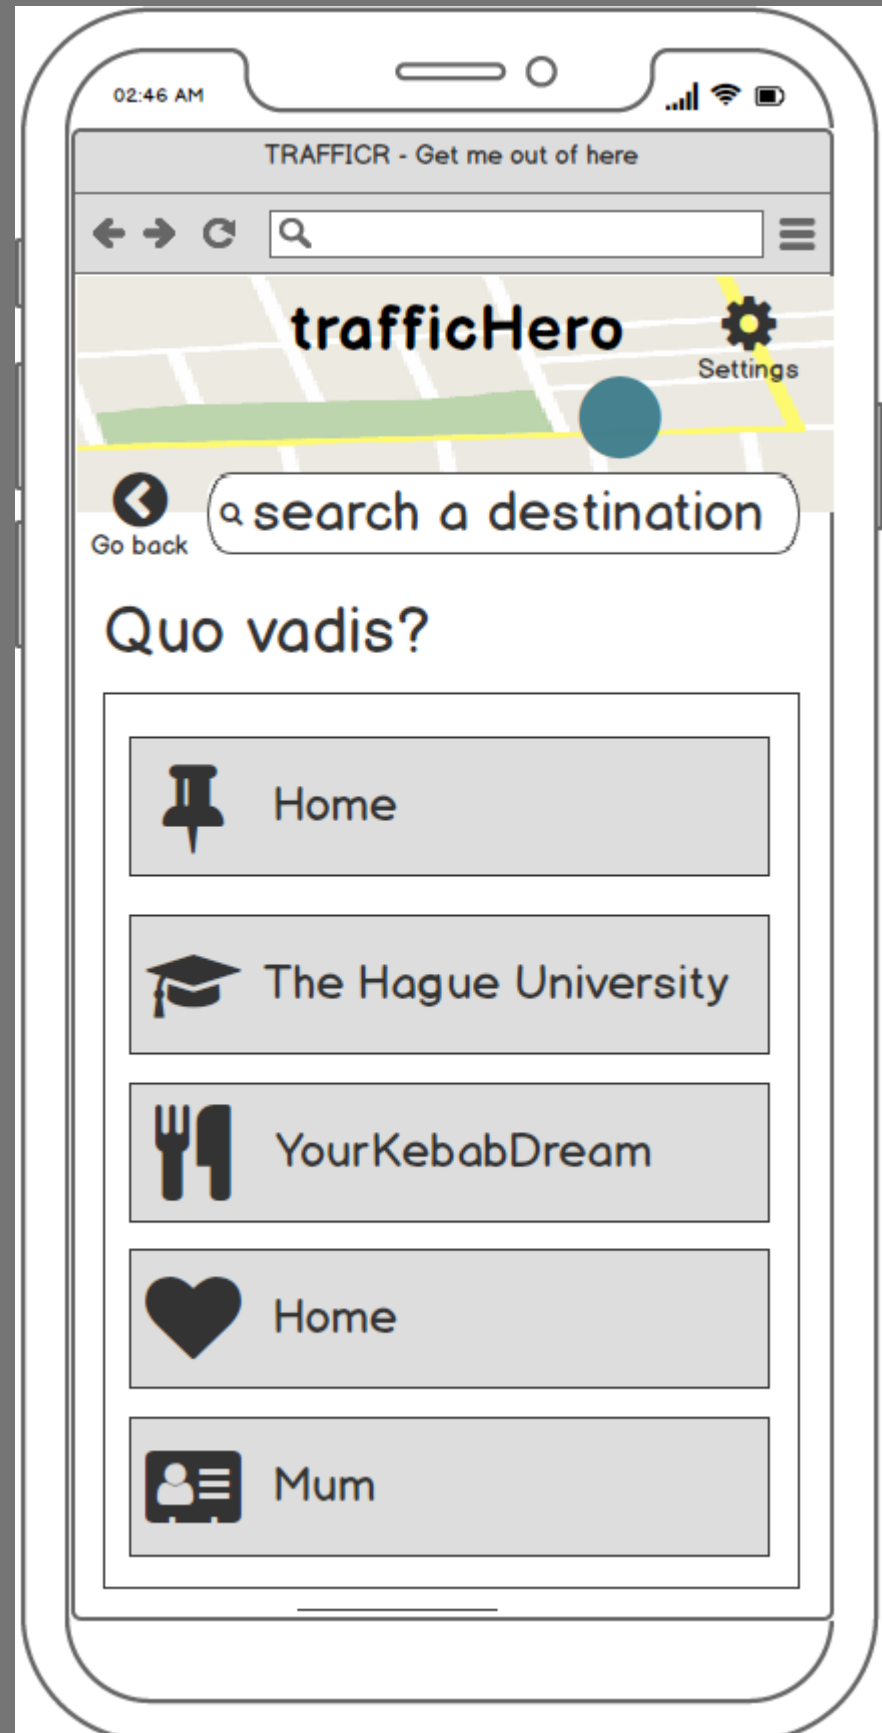 02:46 AM
TRAFFICR - Get me out of here
trafficHero
Settings
search a destination
Go back
Quo vadis?
Home
The Hague University
YourKebabDream
Home
Mum